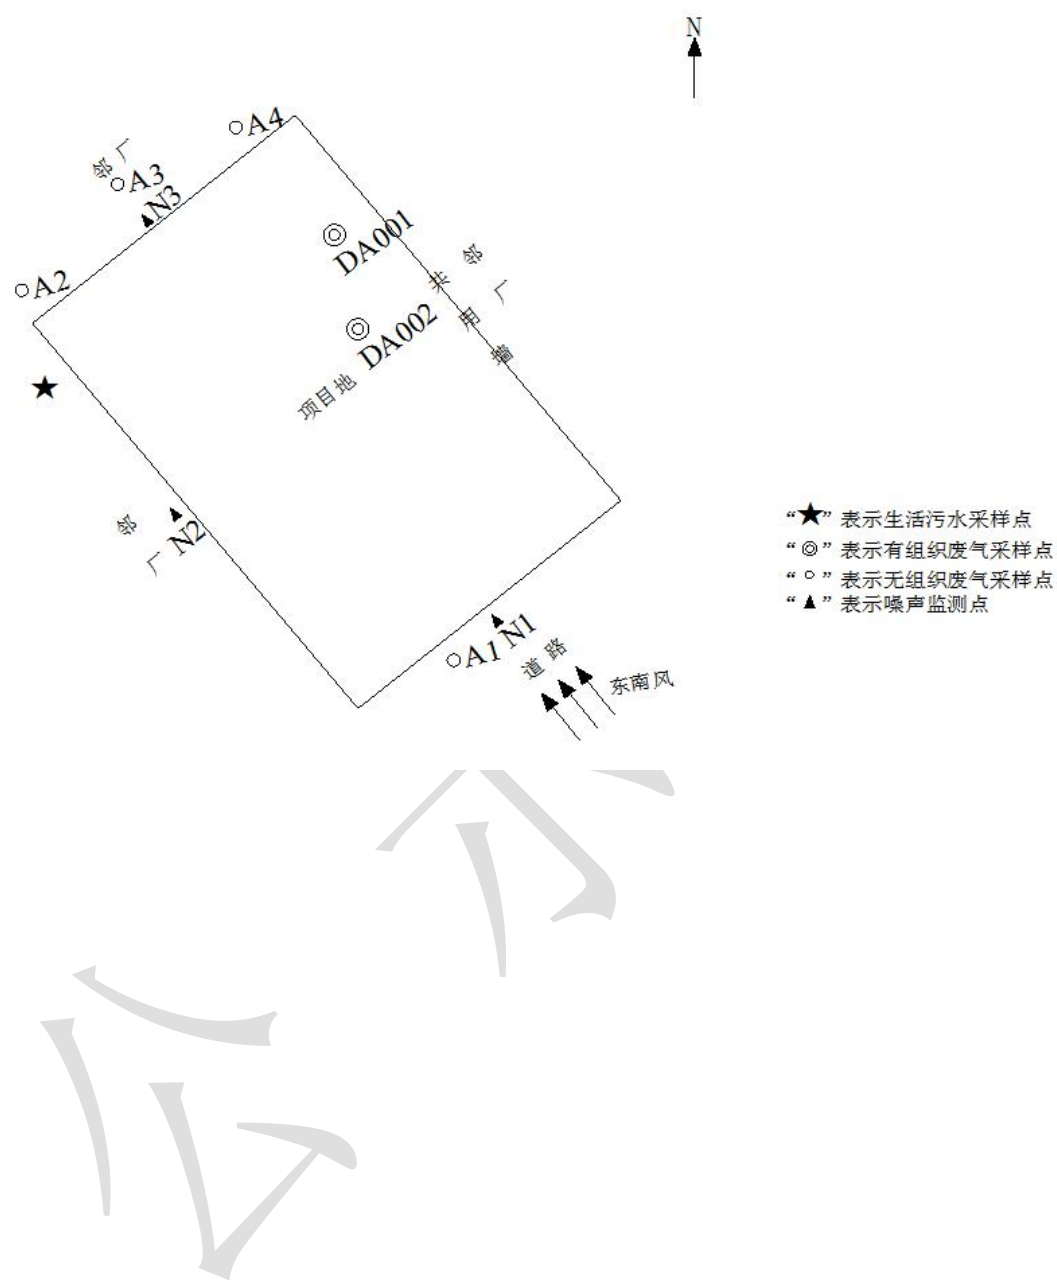 N
A4
邻厂
A3
N3
A2
DA001
邻厂
共用墙
DA002
项目地
邻厂
N2
“★”表示生活污水采样点
“◎”表示有组织废气采样点
“○”表示无组织废气采样点
“▲”表示噪声监测点
N1
A1
道路
东南风
公示